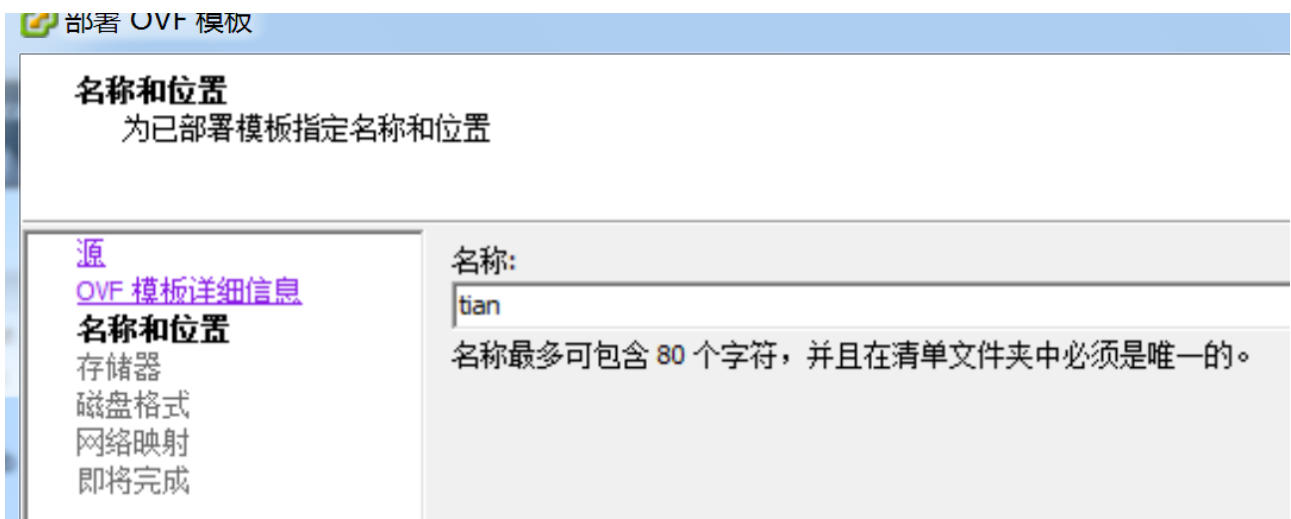 部署 OVF 模板
名称和位置
为已部署模板指定名称和位置
源
OVF 模板详细信息
名称和位置
存储器
磁盘格式
网络映射
即将完成
名称:
tian
名称最多可包含 80 个字符，并且在清单文件夹中必须是唯一的。